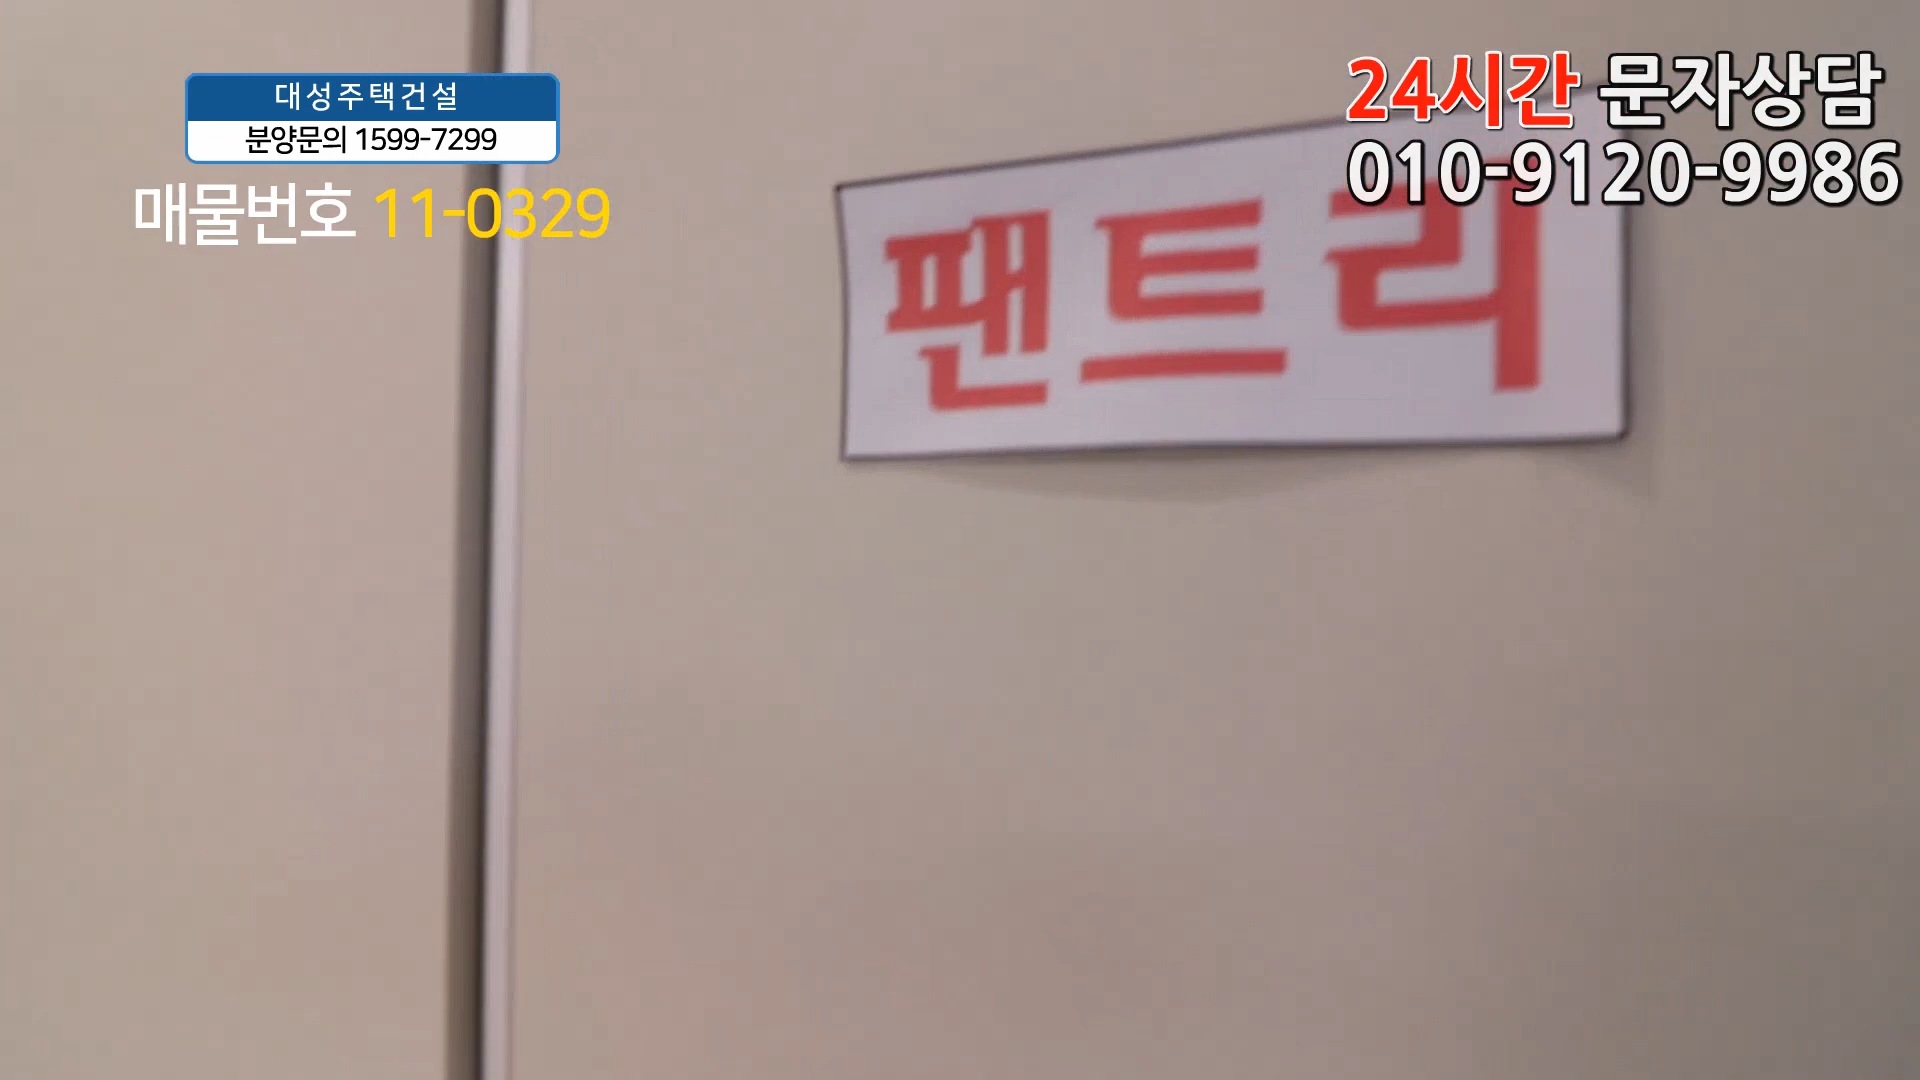 대성주택건설
분양문의 1599-7299
매물번호 11-0329
24시간 문자상담
010-9120-9986
팬트리